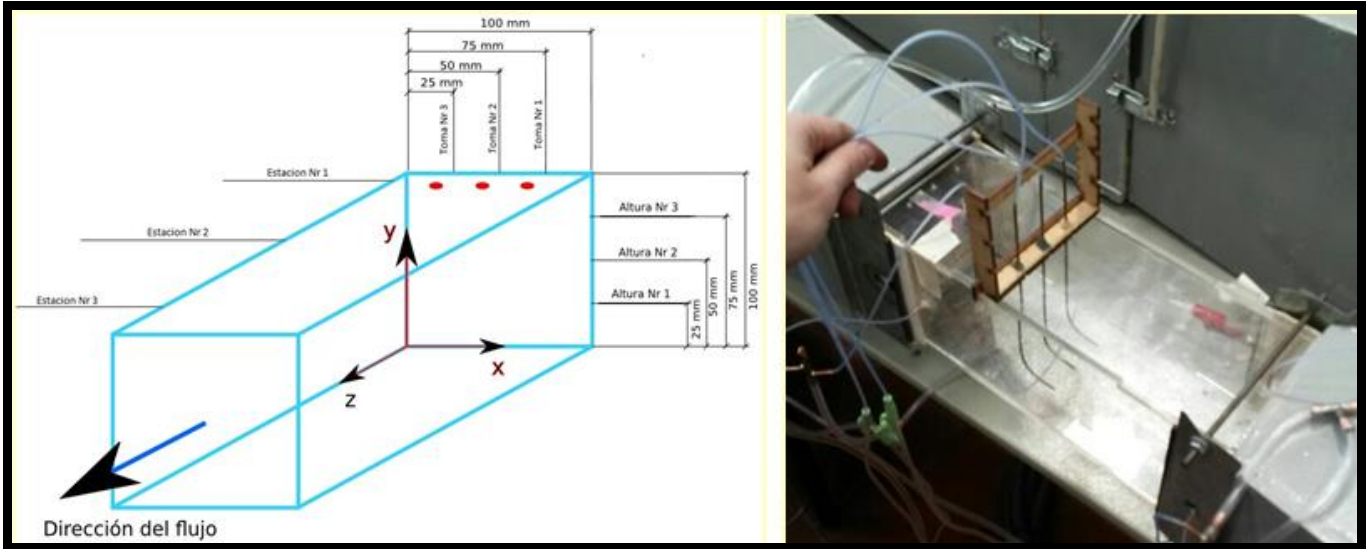 100 mm
75 mm
50 mm
25 mm
Toma Nr 3
Toma Nr 2
Toma Nr 1
Estacion Nr 1
Estacion Nr 2
Estacion Nr 3
Altura Nr 3
Altura Nr 2
Altura Nr 1
25 mm
50 mm
75 mm
100 mm
y
x
z
Dirección del flujo